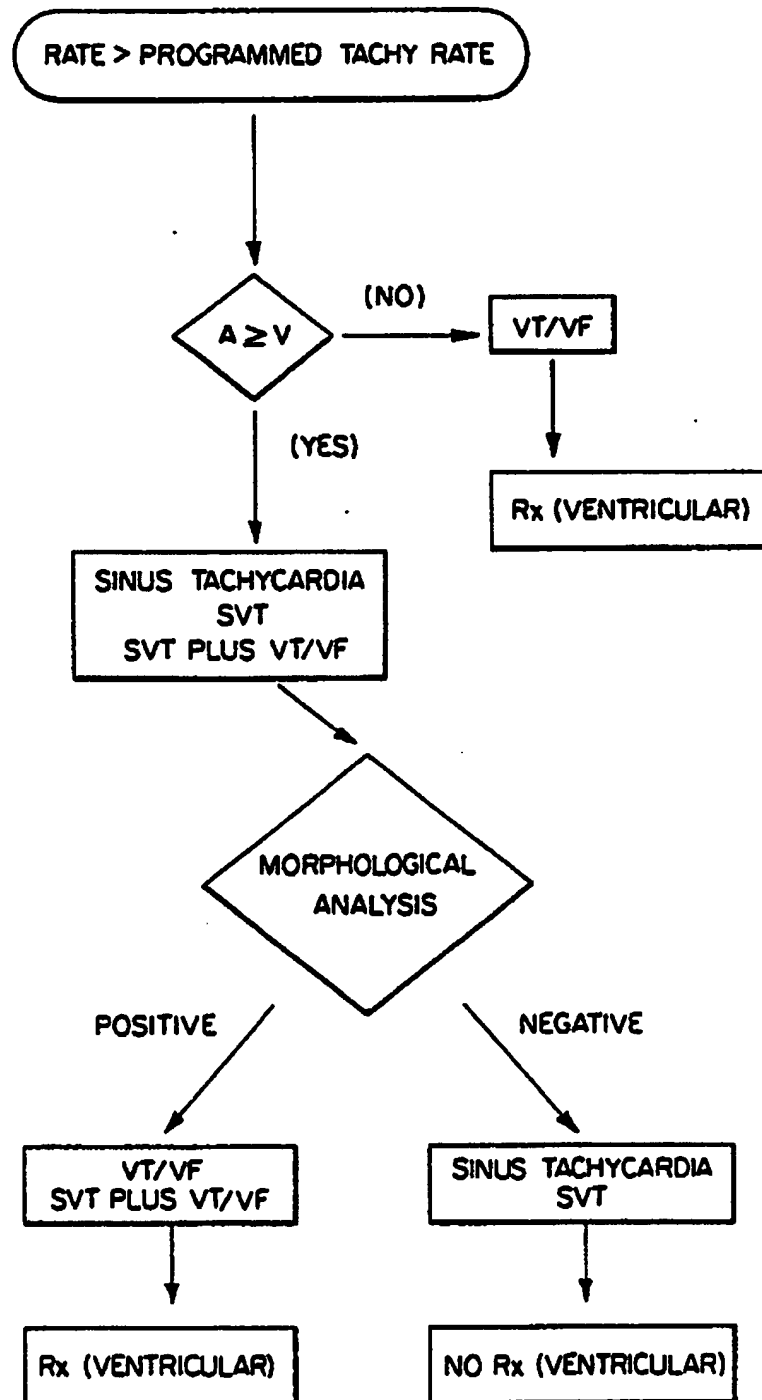 RATE > PROGRAMMED TACHY RATE
A ≥ V
(NO)
VT/VF
(YES)
Rx (VENTRICULAR)
SINUS TACHYCARDIA
SVT
SVT PLUS VT/VF
MORPHOLOGICAL
ANALYSIS
POSITIVE
NEGATIVE
VT/VF
SVT PLUS VT/VF
SINUS TACHYCARDIA
SVT
Rx (VENTRICULAR)
NO Rx (VENTRICULAR)